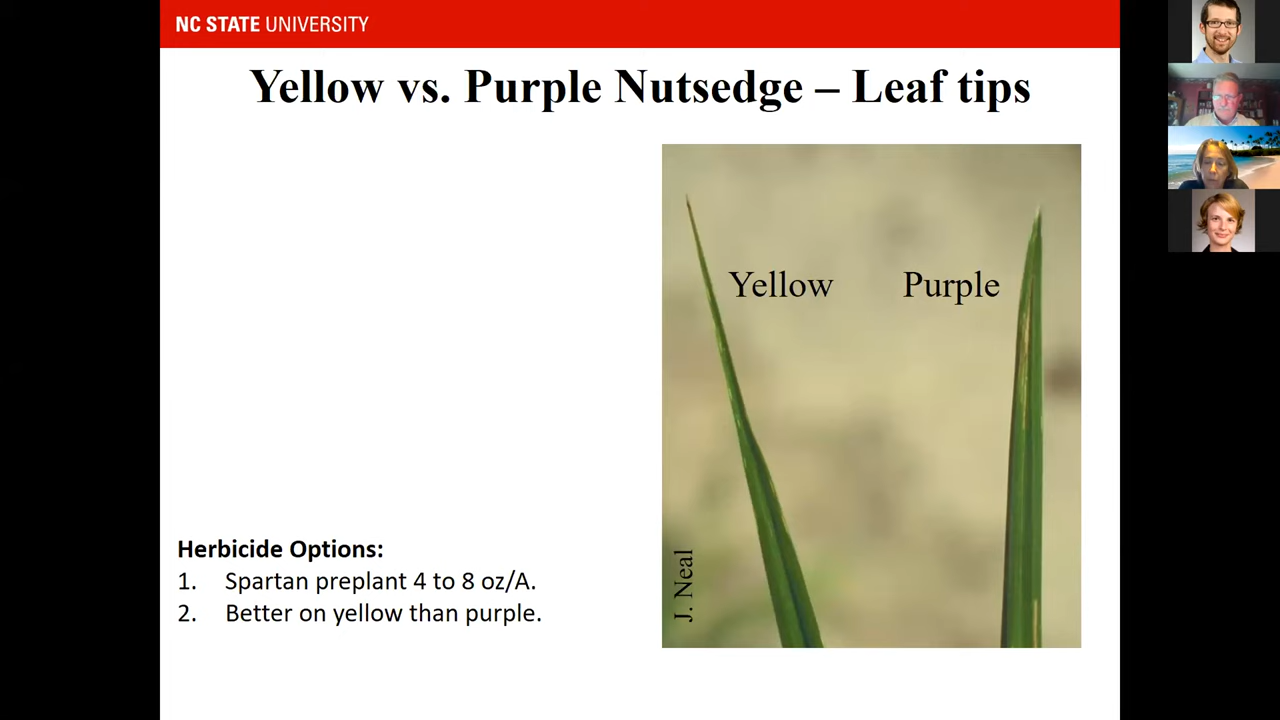 NC STATE UNIVERSITY
Yellow vs. Purple Nutsedge – Leaf tips
Yellow
Purple
J. Neal
Herbicide Options:
1. Spartan preplant 4 to 8 oz/A.
2. Better on yellow than purple.